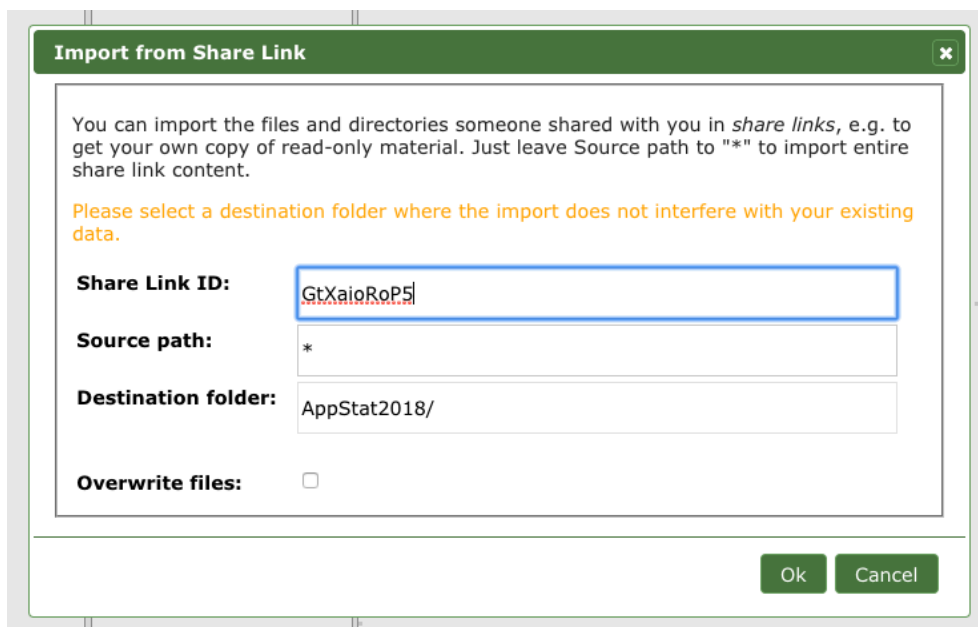 Import from Share Link
You can import the files and directories someone shared with you in share links, e.g. to
get your own copy of read-only material. Just leave Source path to "*" to import entire
share link content.
Please select a destination folder where the import does not interfere with your existing
data.
Share Link ID: GtXaioRoP5
Source path: *
Destination folder: AppStat2018/
Overwrite files:
Ok Cancel